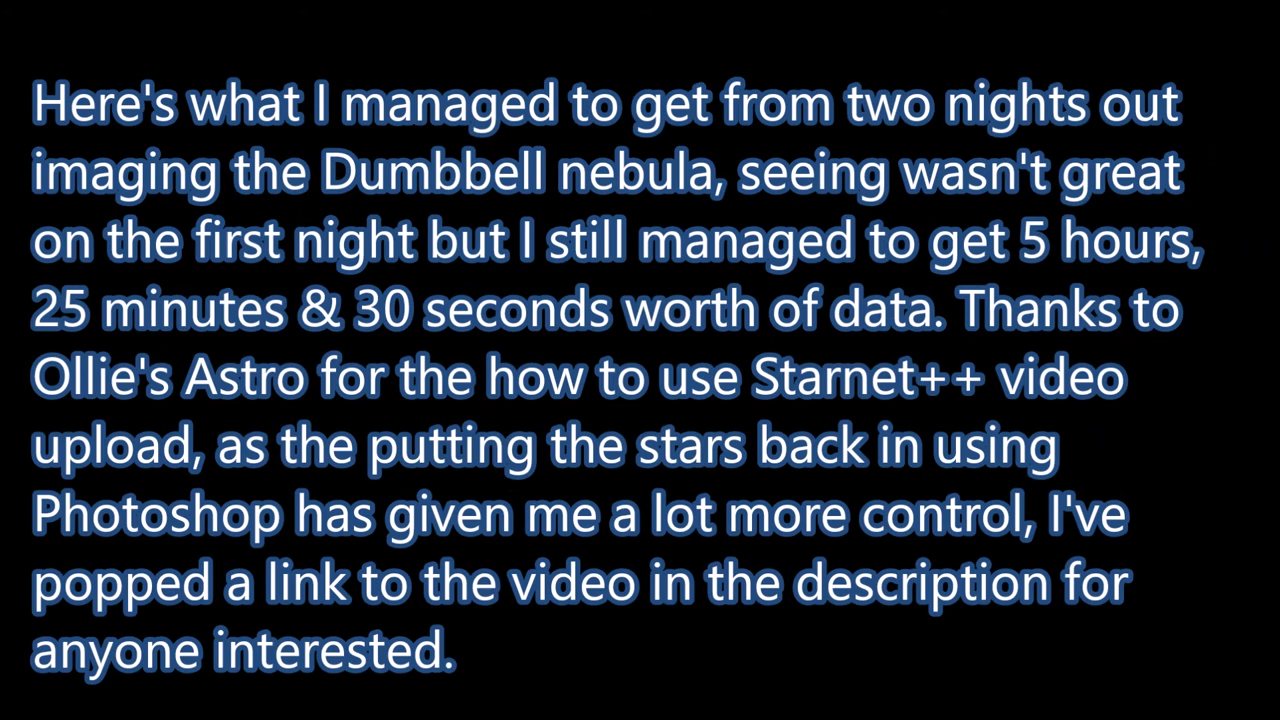 Here's what I managed to get from two nights out
imaging the Dumbbell nebula, seeing wasn't great
on the first night but I still managed to get 5 hours,
25 minutes & 30 seconds worth of data. Thanks to
Ollie's Astro for the how to use Starnet++ video
upload, as the putting the stars back in using
Photoshop has given me a lot more control, I've
popped a link to the video in the description for
anyone interested.